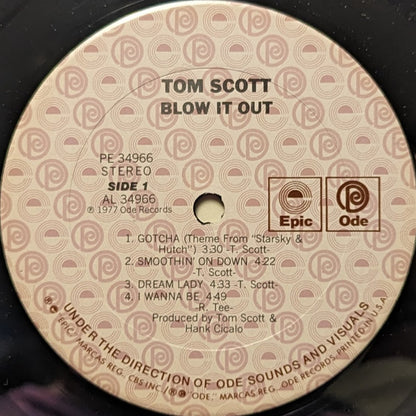 TOM SCOTT
BLOW IT OUT
PE 34966
STEREO
SIDE 1
AL 34966
℗ 1977 Ode Records
Epic
Ode
1. GOTCHA (Theme From "Starsky &
Hutch") 3:30 -T. Scott-
2. SMOOTHIN' ON DOWN 4:22
-T. Scott-
3. DREAM LADY 4:33 -T. Scott-
4. I WANNA BE 4:49
-R. Tee-
Produced by Tom Scott &
Hank Cicalo
UNDER THE DIRECTION OF ODE SOUNDS AND VISUALS
"EPIC," MARCAS REG. CBS INC./ "ODE," MARCAS REG. ODE RECORDS. PRINTED IN U.S.A.